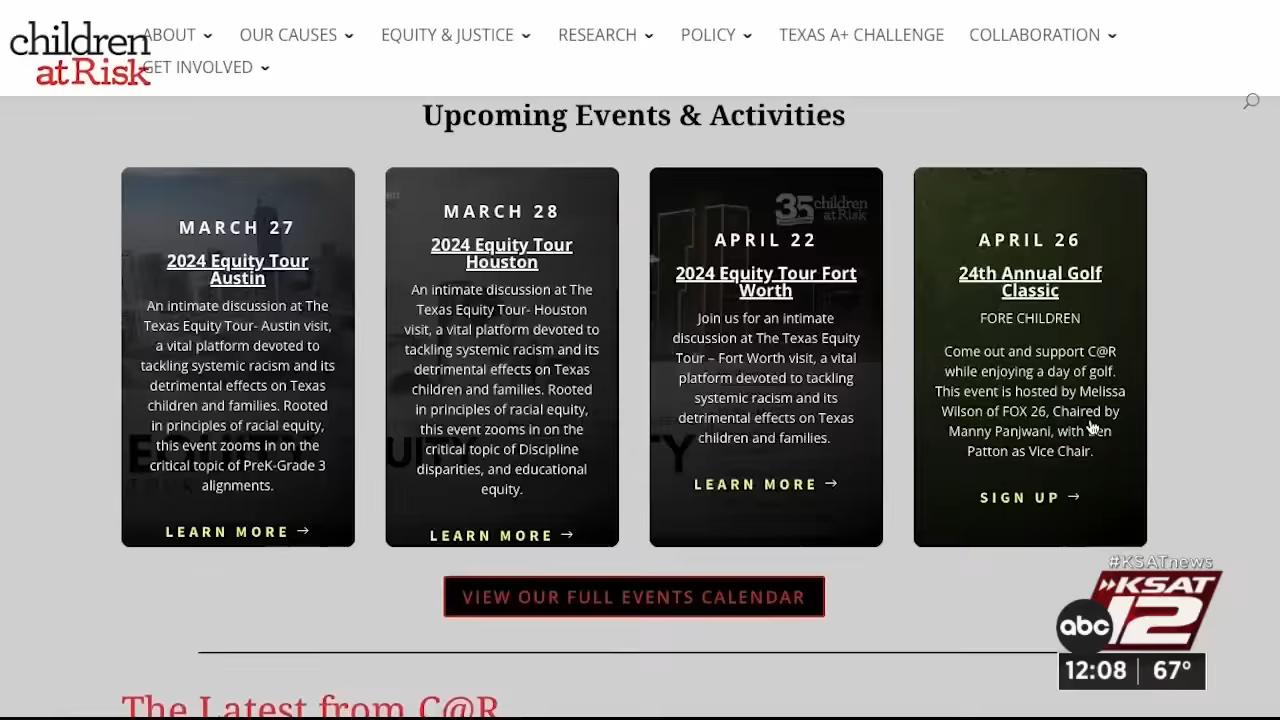 children
at Risk
ABOUT
OUR CAUSES
EQUITY & JUSTICE
RESEARCH
POLICY
TEXAS A+ CHALLENGE
COLLABORATION
GET INVOLVED
Upcoming Events & Activities
MARCH 27
2024 Equity Tour
Austin
An intimate discussion at The
Texas Equity Tour- Austin visit,
a vital platform devoted to
tackling systemic racism and its
detrimental effects on Texas
children and families. Rooted
in principles of racial equity,
this event zooms in on the
critical topic of PreK-Grade 3
alignments.
LEARN MORE →
MARCH 28
2024 Equity Tour
Houston
An intimate discussion at The
Texas Equity Tour- Houston
visit, a vital platform devoted to
tackling systemic racism and its
detrimental effects on Texas
children and families. Rooted
in principles of racial equity,
this event zooms in on the
critical topic of Discipline
disparities, and educational
equity.
LEARN MORE →
35 children
at Risk
APRIL 22
2024 Equity Tour Fort
Worth
Join us for an intimate
discussion at The Texas Equity
Tour – Fort Worth visit, a vital
platform devoted to tackling
systemic racism and its
detrimental effects on Texas
children and families.
LEARN MORE →
APRIL 26
24th Annual Golf
Classic
FORE CHILDREN
Come out and support C@R
while enjoying a day of golf.
This event is hosted by Melissa
Wilson of FOX 26, Chaired by
Manny Panjwani, with
Patton as Vice Chair.
SIGN UP →
VIEW OUR FULL EVENTS CALENDAR
The Latest from C@R
#KSATnews
KSAT
abc 12
12:08 67°